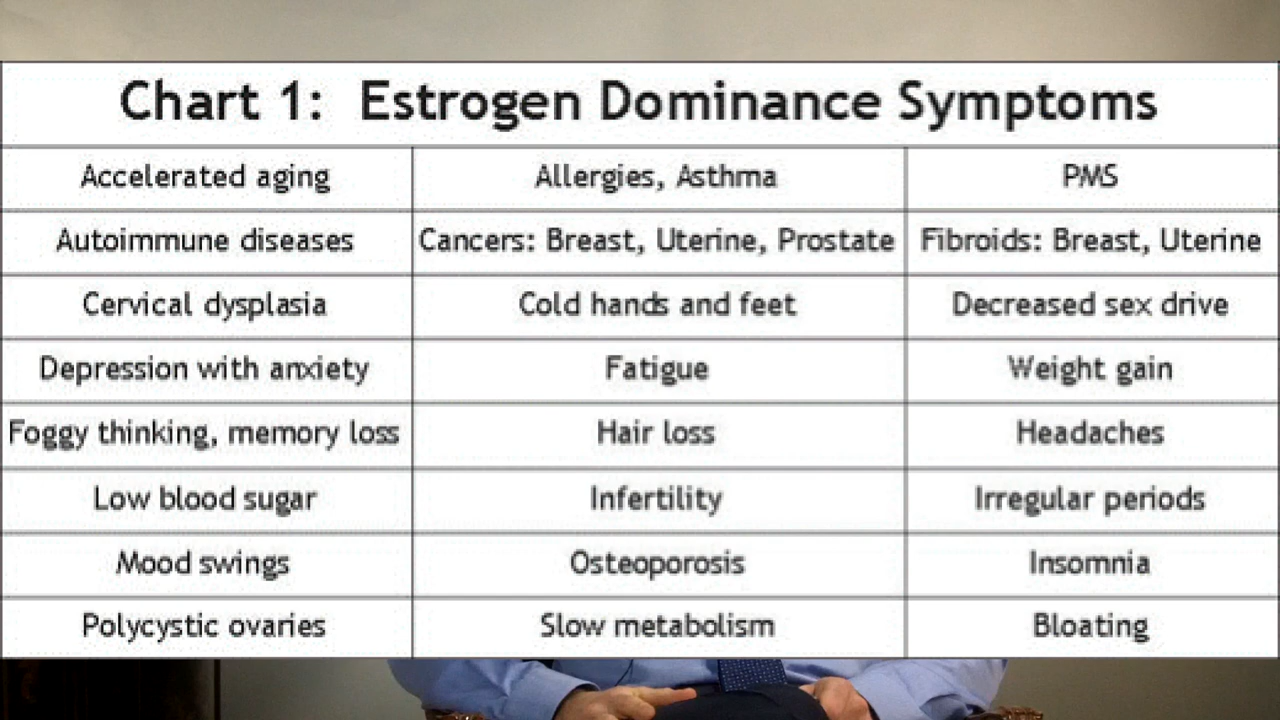 Chart 1: Estrogen Dominance Symptoms
Accelerated aging Allergies, Asthma PMS
Autoimmune diseases Cancers: Breast, Uterine, Prostate Fibroids: Breast, Uterine
Cervical dysplasia Cold hands and feet Decreased sex drive
Depression with anxiety Fatigue Weight gain
Foggy thinking, memory loss Hair loss Headaches
Low blood sugar Infertility Irregular periods
Mood swings Osteoporosis Insomnia
Polycystic ovaries Slow metabolism Bloating